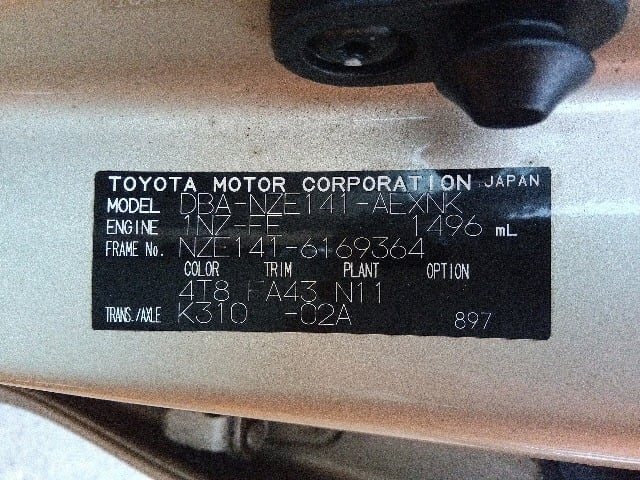 TOYOTA MOTOR CORPORATION JAPAN
MODEL DBA-NZE141-AEXNK
ENGINE 1NZ-FE 1496 mL
FRAME No. NZE141-6169364
COLOR TRIM PLANT OPTION
4T8 FA43 N11
TRANS./AXLE K310 -02A 897